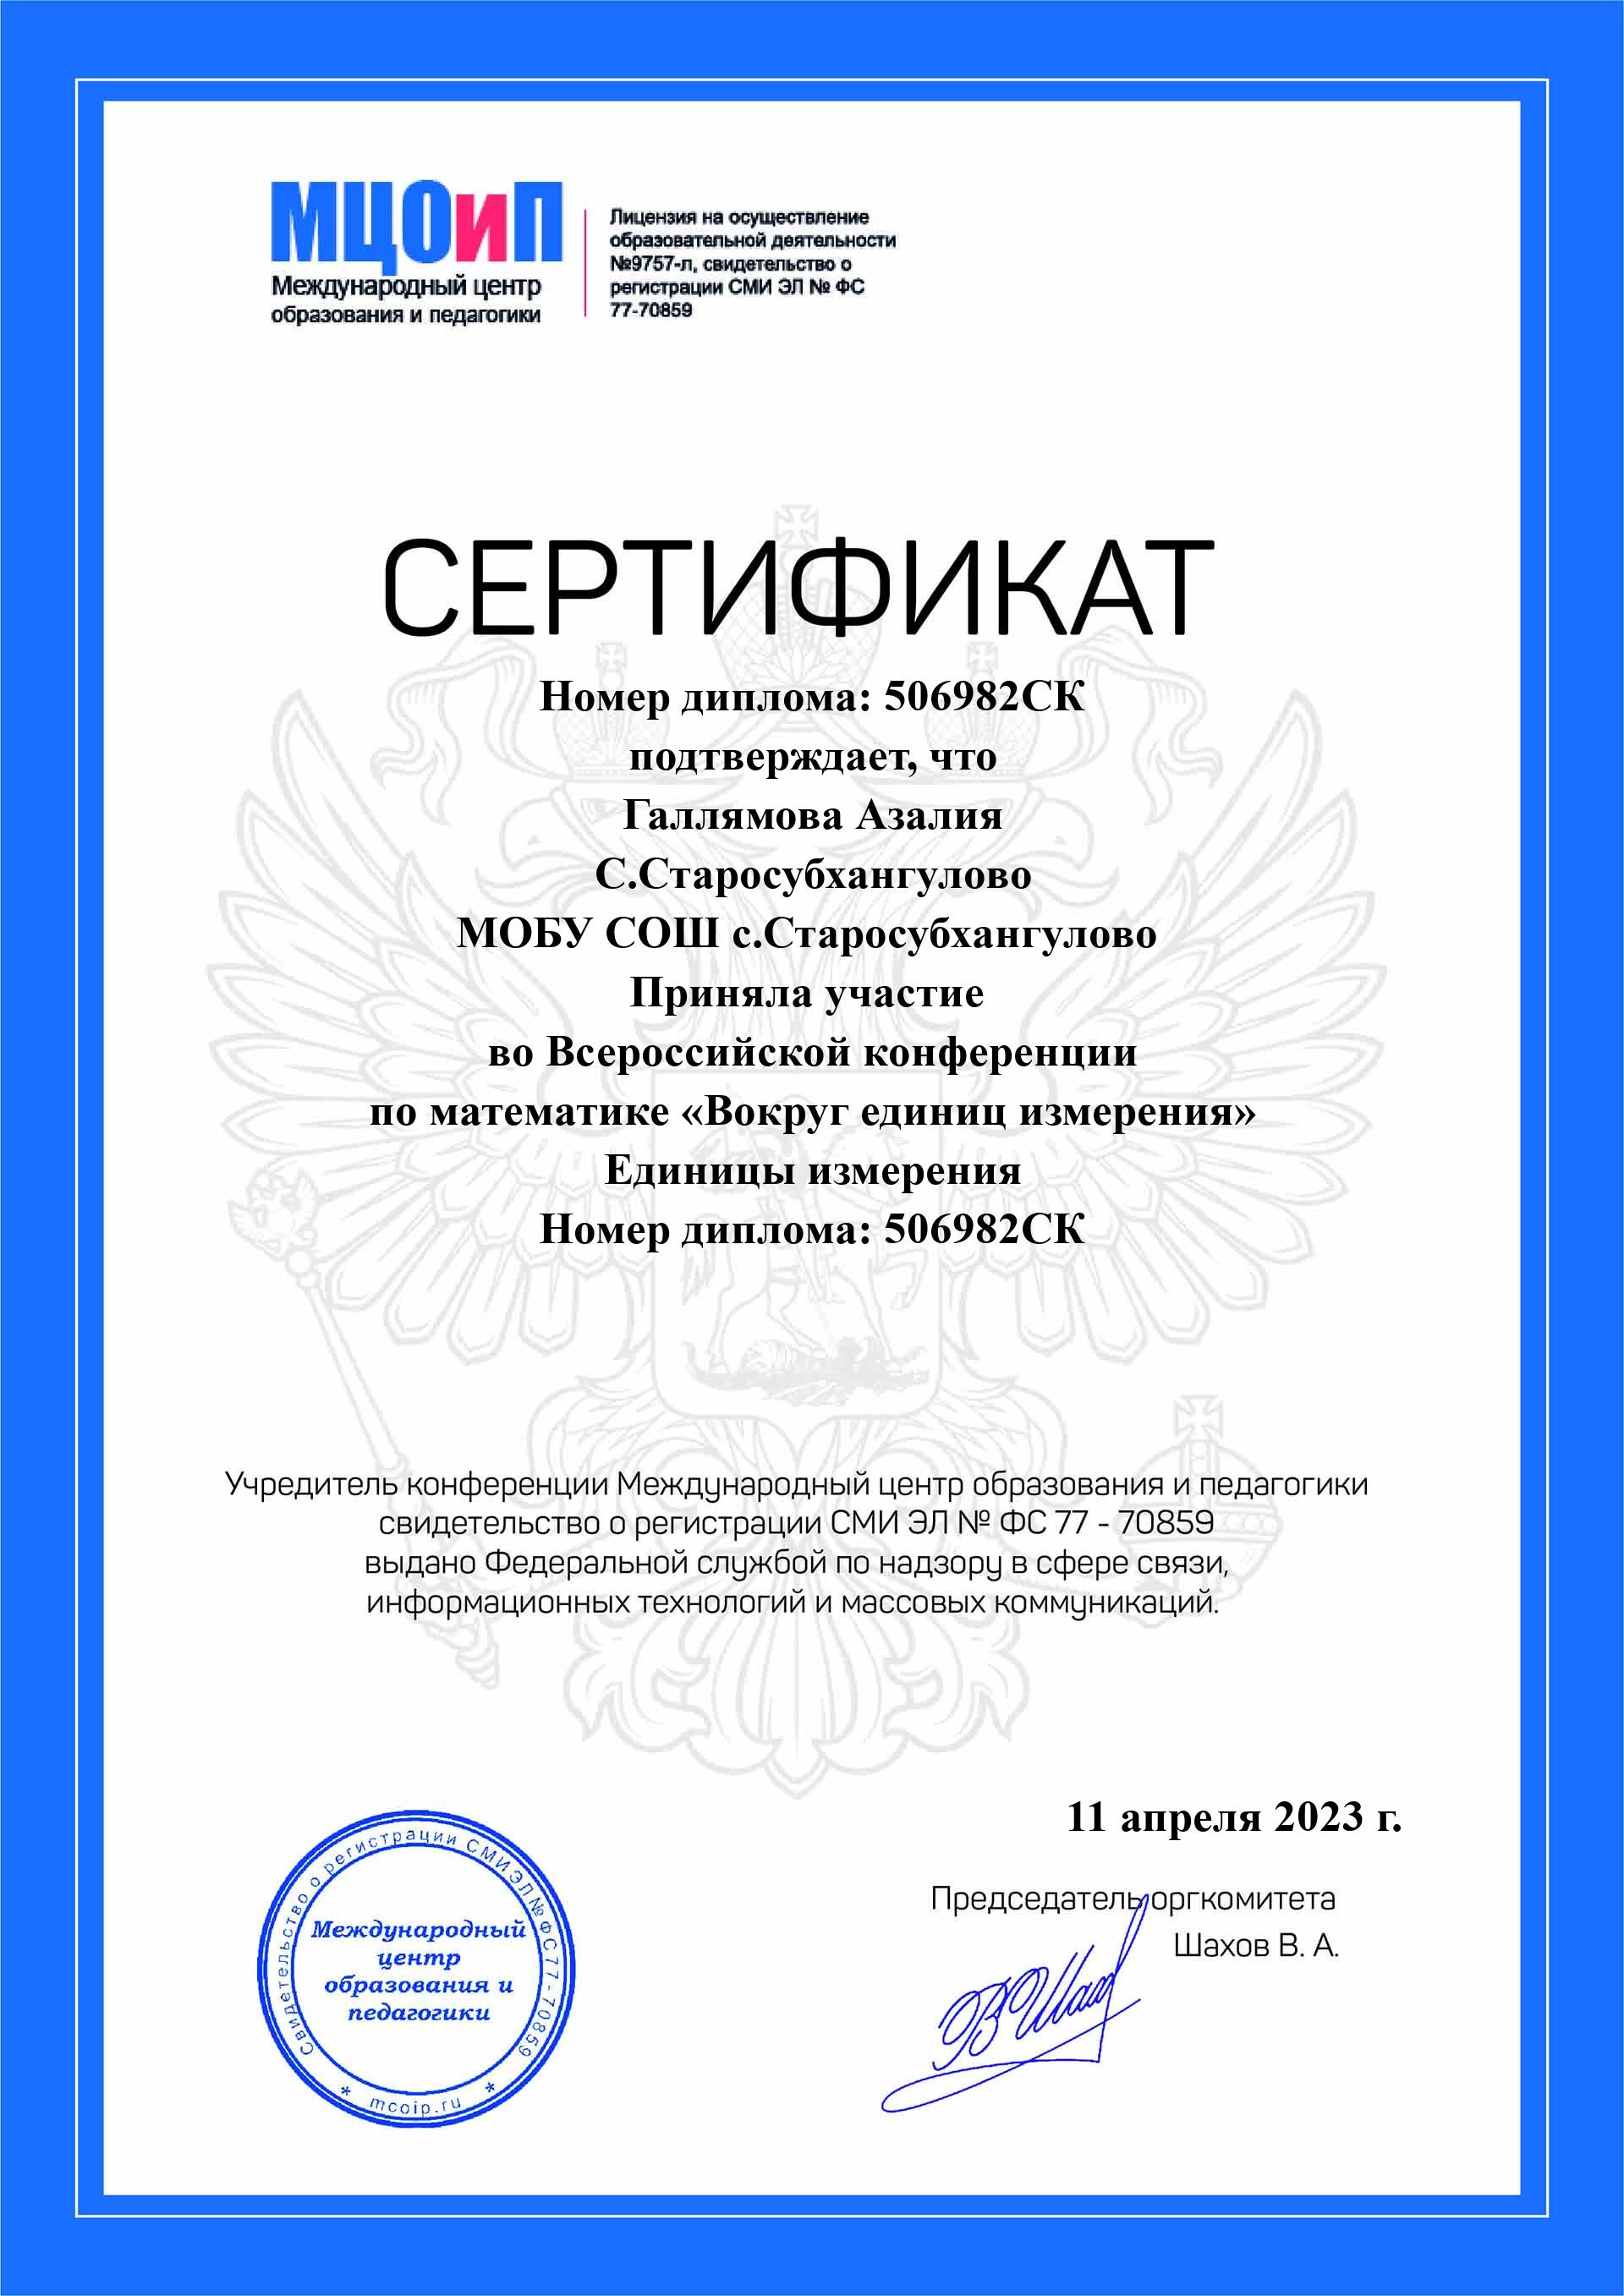 МЦОиП
Международный центр
образования и педагогики
Лицензия на осуществление
образовательной деятельности
№9757-л, свидетельство о
регистрации СМИ ЭЛ № ФС
77-70859
СЕРТИФИКАТ
Номер диплома: 506982СК
подтверждает, что
Галлямова Азалия
С.Старосубхангулово
МОБУ СОШ с.Старосубхангулово
Приняла участие
во Всероссийской конференции
по математике «Вокруг единиц измерения»
Единицы измерения
Номер диплома: 506982СК
Учредитель конференции Международный центр образования и педагогики
свидетельство о регистрации СМИ ЭЛ № ФС 77 - 70859
выдано Федеральной службой по надзору в сфере связи,
информационных технологий и массовых коммуникаций.
11 апреля 2023 г.
Председатель оргкомитета
Шахов В. А.
Свидетельство о регистрации СМИ ЭЛ № ФС 77-70859
Международный
центр
образования и
педагогики
* mcoip.ru *